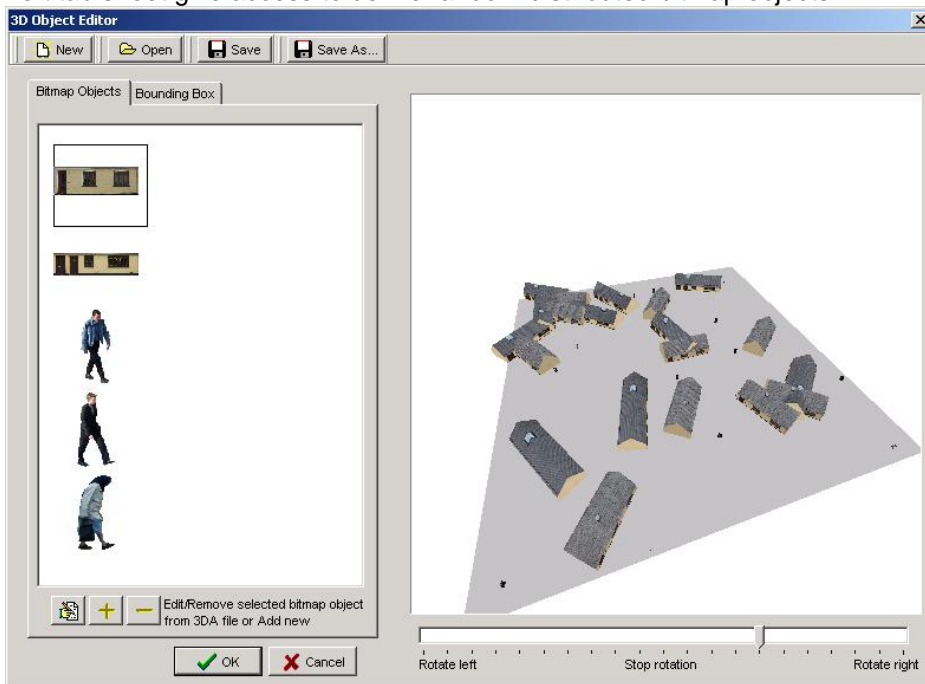 3D Object Editor
New Open Save Save As...
Bitmap Objects Bounding Box
Edit/Remove selected bitmap object
from 3DA file or Add new
OK Cancel
Rotate left Stop rotation Rotate right